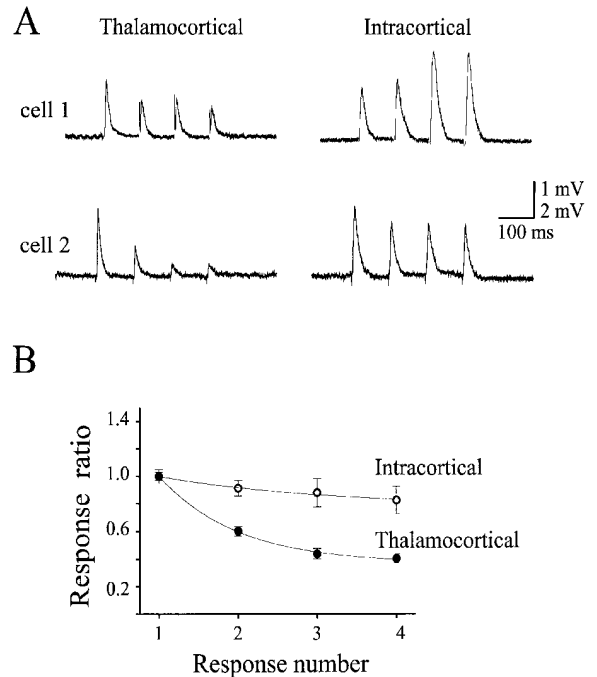 A
Thalamocortical Intracortical
cell 1
1 mV
2 mV
100 ms
cell 2
B
Response ratio
1.4
1.0
0.6
0.2
Intracortical
Thalamocortical
1 2 3 4
Response number